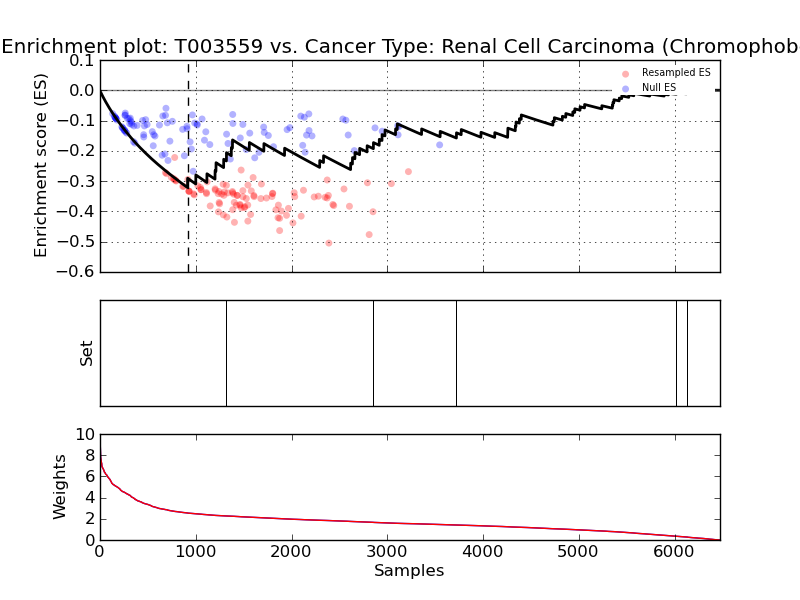 Enrichment plot: T003559 vs. Cancer Type: Renal Cell Carcinoma (Chromophob
0.1
0.0
−0.1
−0.2
−0.3
−0.4
−0.5
−0.6
Enrichment score (ES)
Resampled ES
Null ES
Set
10
8
6
4
2
0
Weights
0 1000 2000 3000 4000 5000 6000
Samples